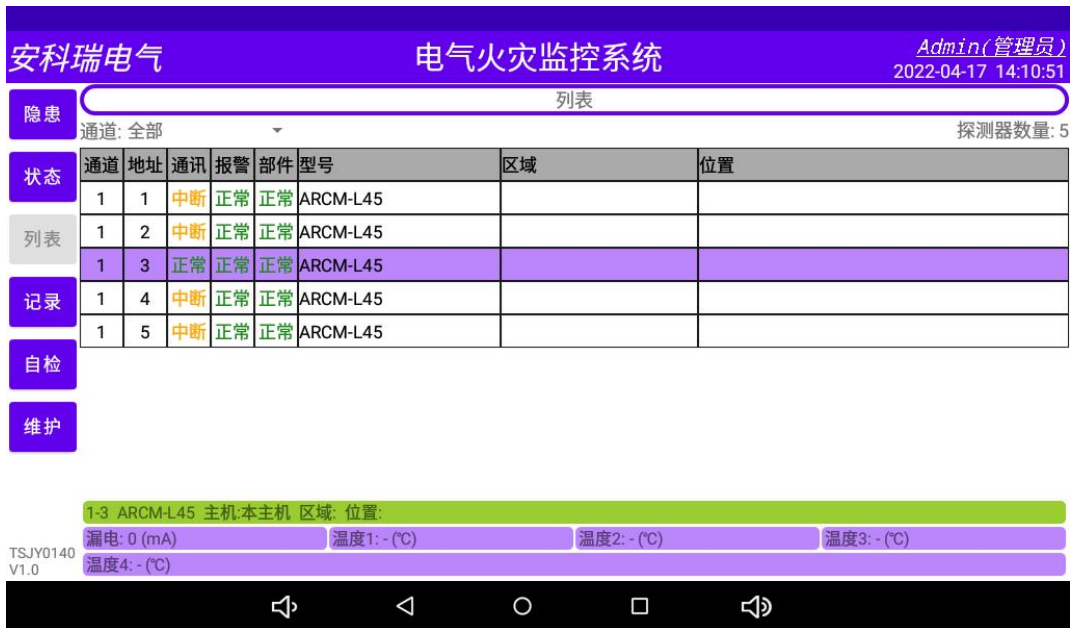 安科瑞电气 电气火灾监控系统 Admin(管理员)
2022-04-17 14:10:51
隐患
列表
通道: 全部 探测器数量: 5
状态
通道 地址 通讯 报警 部件 型号 区域 位置
1 1 中断 正常 正常 ARCM-L45
列表
1 2 中断 正常 正常 ARCM-L45
1 3 正常 正常 正常 ARCM-L45
记录
1 4 中断 正常 正常 ARCM-L45
1 5 中断 正常 正常 ARCM-L45
自检
维护
1-3 ARCM-L45 主机:本主机 区域: 位置:
漏电: 0 (mA) 温度1: - (℃) 温度2: - (℃) 温度3: - (℃)
温度4: - (℃)
TSJY0140
V1.0